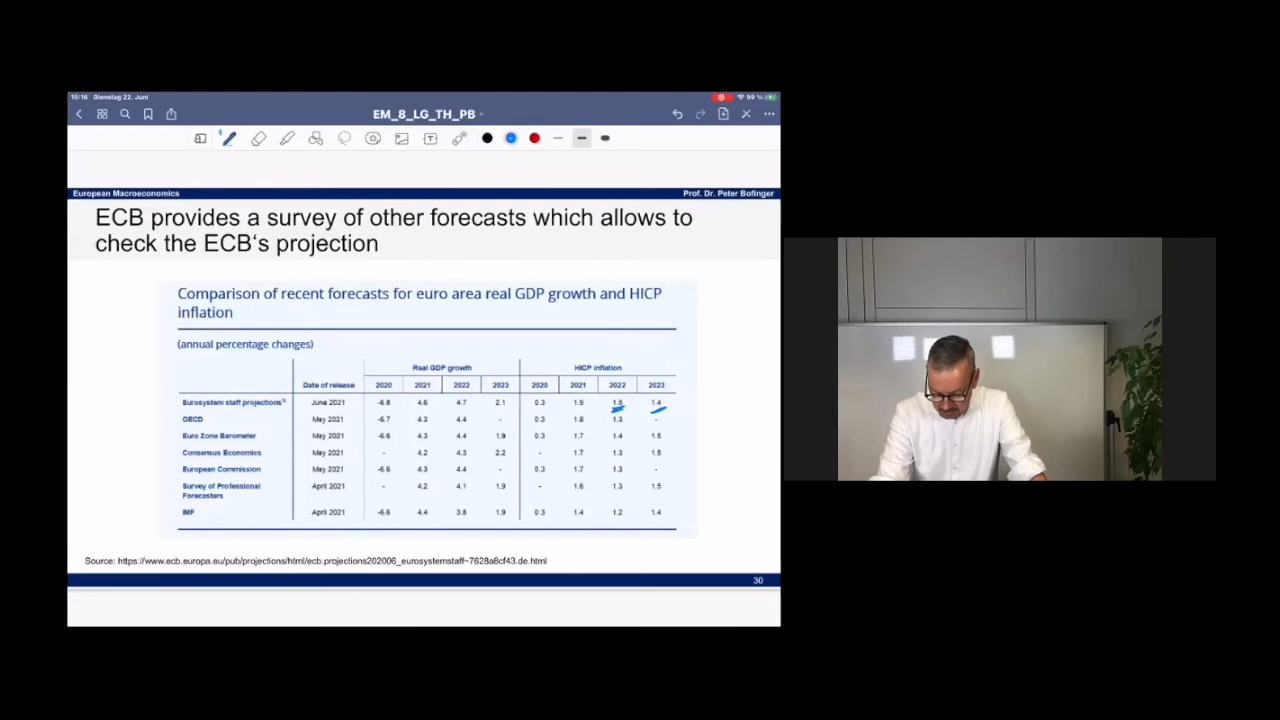 15:16 Dienstag 22. Juni 99 %
EM_8_LG_TH_PB
European Macroeconomics Prof. Dr. Peter Bofinger
ECB provides a survey of other forecasts which allows to
check the ECB‘s projection
Comparison of recent forecasts for euro area real GDP growth and HICP
inflation
(annual percentage changes)
Real GDP growth HICP inflation
Date of release 2020 2021 2022 2023 2020 2021 2022 2023
Eurosystem staff projections¹⁾ June 2021 -6.8 4.6 4.7 2.1 0.3 1.9 1.5 1.4
OECD May 2021 -6.7 4.3 4.4 - 0.3 1.8 1.3 -
Euro Zone Barometer May 2021 -6.6 4.3 4.4 1.9 0.3 1.7 1.4 1.6
Consensus Economics May 2021 - 4.2 4.3 2.2 - 1.7 1.3 1.5
European Commission May 2021 -6.6 4.3 4.4 - 0.3 1.7 1.3 -
Survey of Professional
Forecasters April 2021 - 4.2 4.1 1.9 - 1.6 1.3 1.5
IMF April 2021 -6.6 4.4 3.8 1.9 0.3 1.4 1.2 1.4
Source: https://www.ecb.europa.eu/pub/projections/html/ecb.projections202006_eurosystemstaff~7628a8cf43.de.html
30